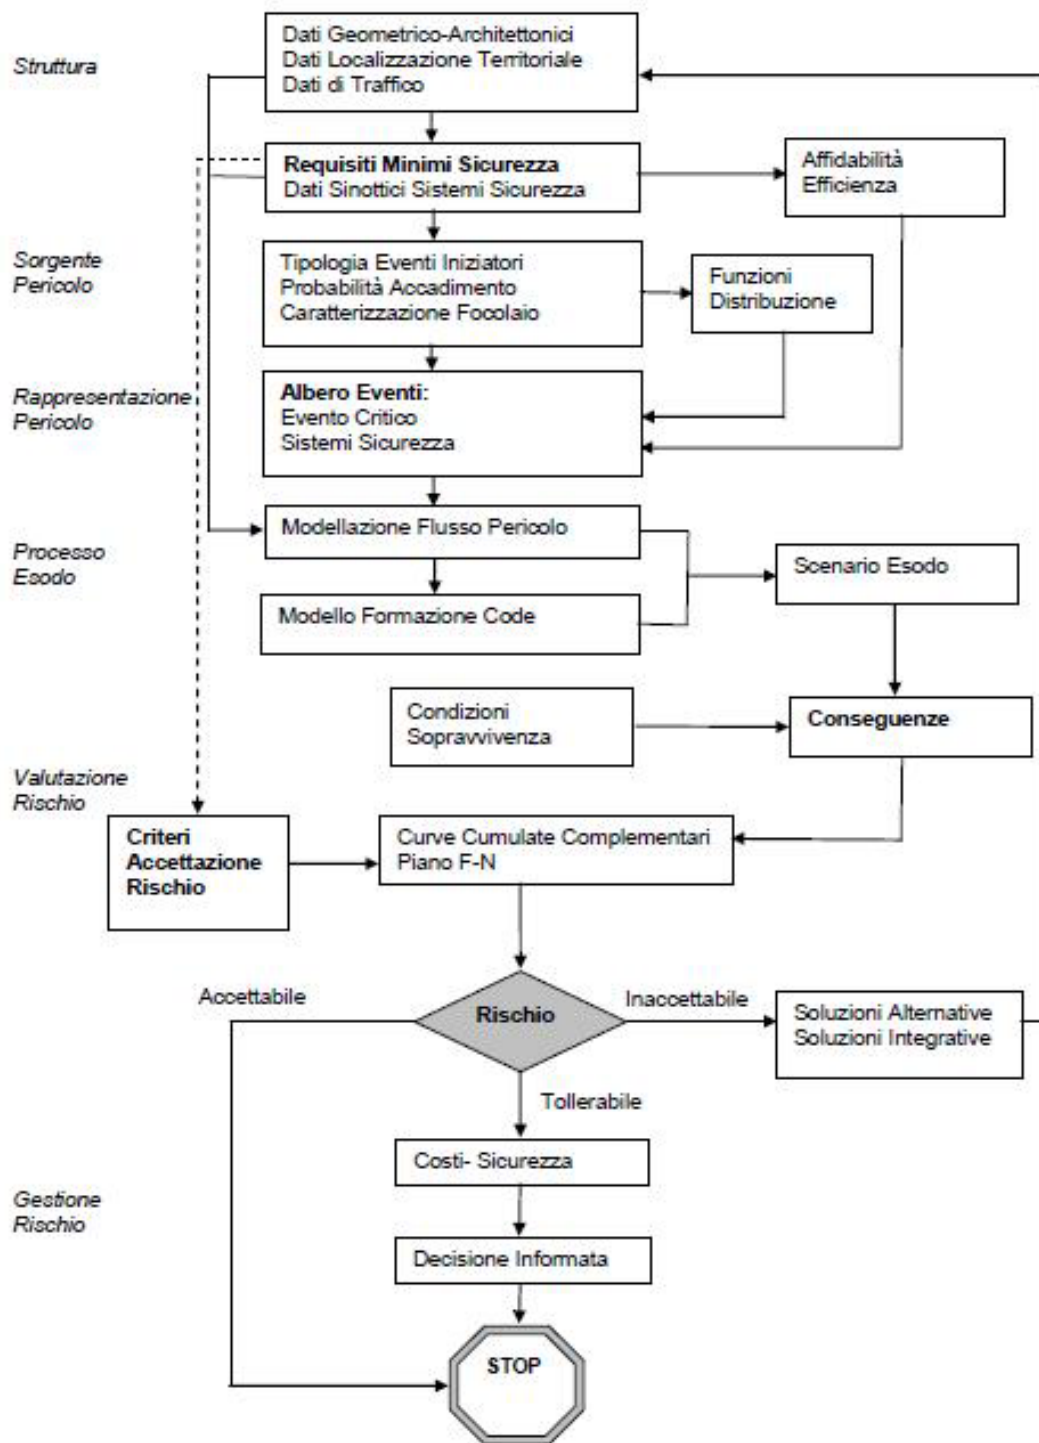 Struttura
Dati Geometrico-Architettonici
Dati Localizzazione Territoriale
Dati di Traffico
Requisiti Minimi Sicurezza
Dati Sinottici Sistemi Sicurezza
Affidabilità
Efficienza
Sorgente
Pericolo
Tipologia Eventi Iniziatori
Probabilità Accadimento
Caratterizzazione Focolaio
Funzioni
Distribuzione
Rappresentazione
Pericolo
Albero Eventi:
Evento Critico
Sistemi Sicurezza
Processo
Esodo
Modellazione Flusso Pericolo
Scenario Esodo
Modello Formazione Code
Condizioni
Sopravvivenza
Conseguenze
Valutazione
Rischio
Criteri
Accettazione
Rischio
Curve Cumulate Complementari
Piano F-N
Accettabile
Rischio
Inaccettabile
Soluzioni Alternative
Soluzioni Integrative
Tollerabile
Costi- Sicurezza
Gestione
Rischio
Decisione Informata
STOP